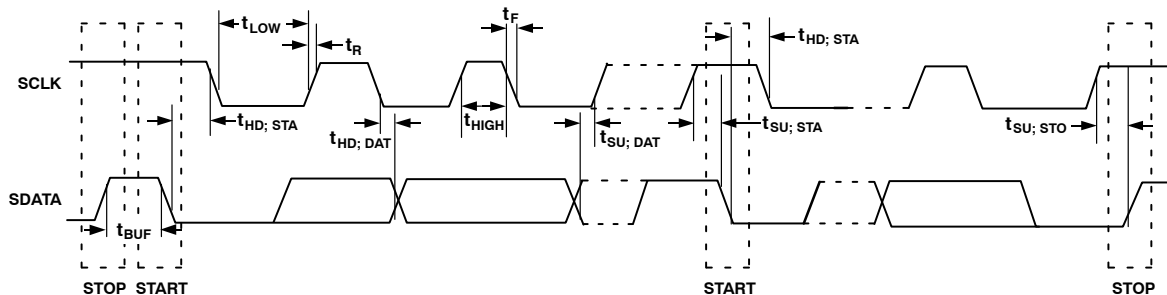 tLOW
tR
tF
tHD; STA
SCLK
tHD; STA
tHD; DAT
tHIGH
tSU; DAT
tSU; STA
tSU; STO
SDATA
tBUF
STOP START
START
STOP